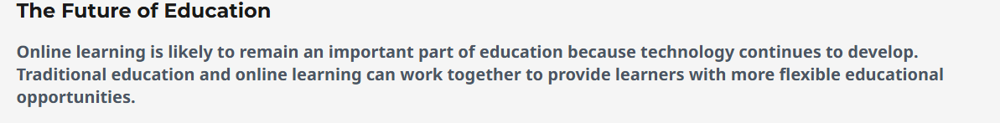 The Future of Education
Online learning is likely to remain an important part of education because technology continues to develop.
Traditional education and online learning can work together to provide learners with more flexible educational
opportunities.